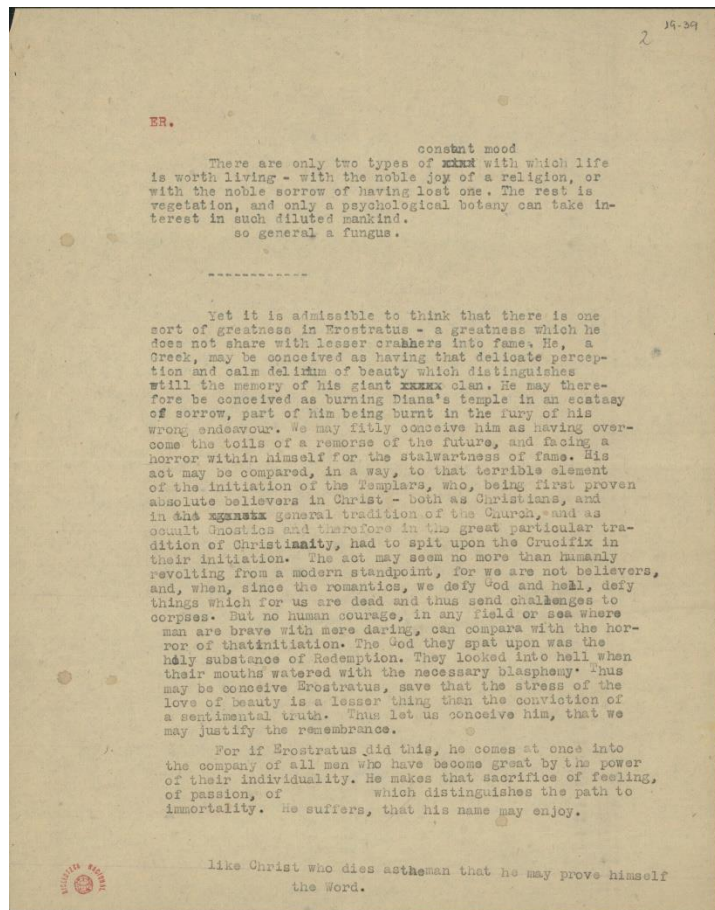 19-39
2
ER.
constant mood
There are only two types of xxxx with which life
is worth living - with the noble joy of a religion, or
with the noble sorrow of having lost one. The rest is
vegetation, and only a psychological botany can take in-
terest in such diluted mankind.
so general a fungus.
------------
Yet it is admissible to think that there is one
sort of greatness in Erostratus - a greatness which he
does not share with lesser crashers into fame. He, a
Greek, may be conceived as having that delicate percep-
tion and calm delirium of beauty which distinguishes
still the memory of his giant xxxxx clan. He may there-
fore be conceived as burning Diana's temple in an ecstasy
of sorrow, part of him being burnt in the fury of his
wrong endeavour. We may fitly conceive him as having over-
come the toils of a remorse of the future, and facing a
horror within himself for the stalwartness of fame. His
act may be compared, in a way, to that terrible element
of the initiation of the Templars, who, being first proven
absolute believers in Christ - both as Christians, and
in the general tradition of the Church, and as
occult Gnostics and therefore in the great particular tra-
dition of Christianity, had to spit upon the Crucifix in
their initiation. The act may seem no more than humanly
revolting from a modern standpoint, for we are not believers,
and, when, since the romantics, we defy God and hell, defy
things which for us are dead and thus send challenges to
corpses. But no human courage, in any field or sea where
man are brave with mere daring, can compara with the hor-
ror of thatinitiation. The God they spat upon was the
holy substance of Redemption. They looked into hell when
their mouths watered with the necessary blasphemy. Thus
may be conceive Erostratus, save that the stress of the
love of beauty is a lesser thing than the conviction of
a sentimental truth. Thus let us conceive him, that we
may justify the remembrance.
For if Erostratus did this, he comes at once into
the company of all men who have become great by the power
of their individuality. He makes that sacrifice of feeling,
of passion, of which distinguishes the path to
immortality. He suffers, that his name may enjoy.
like Christ who dies astheman that he may prove himself
the Word.
BIBLIOTECA NACIONAL